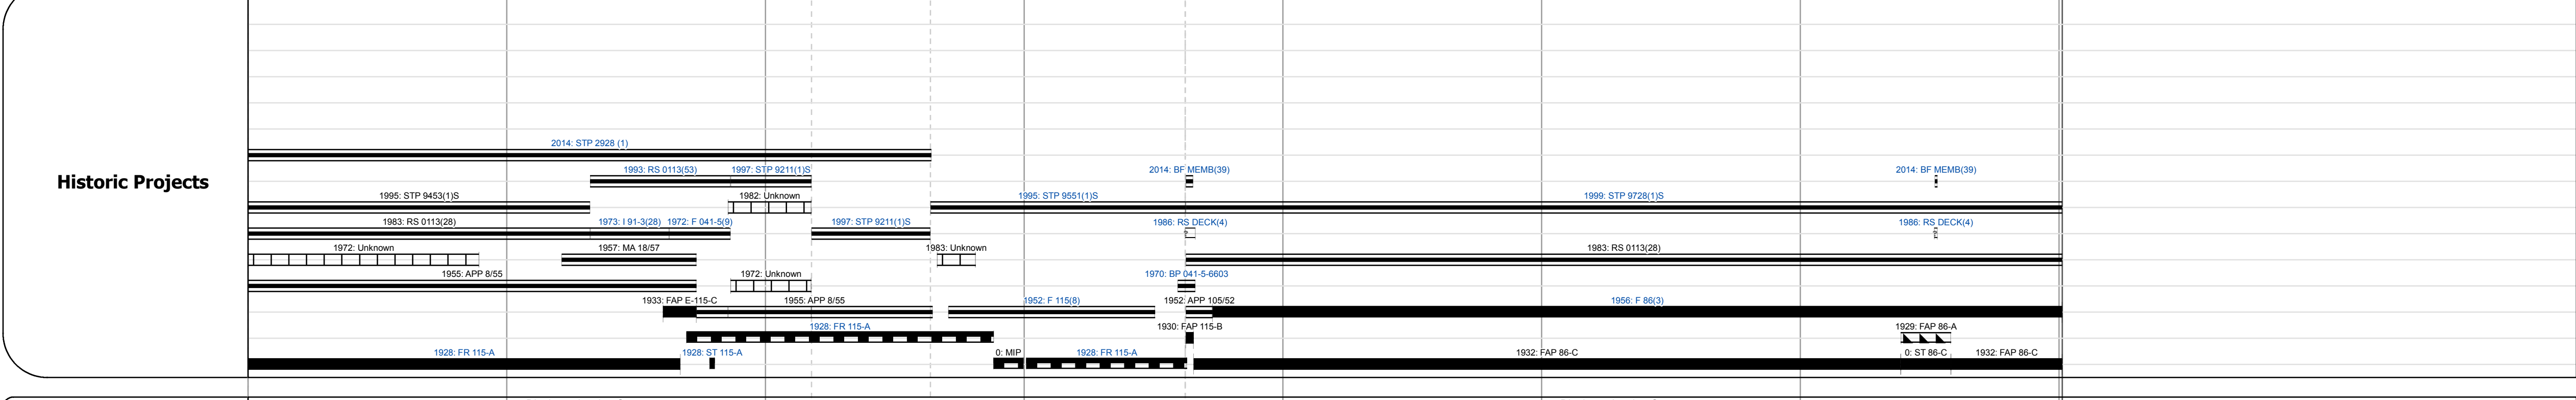 2014: STP 2928 (1)
1993: RS 0113(53) 1997: STP 9211(1)S 2014: BF MEMB(39) 2014: BF MEMB(39)
Historic Projects
1995: STP 9453(1)S 1982: Unknown 1995: STP 9551(1)S 1999: STP 9728(1)S
1983: RS 0113(28) 1973: I 91-3(28) 1972: F 041-5(9) 1997: STP 9211(1)S 1986: RS DECK(4) 1986: RS DECK(4)
1972: Unknown 1957: MA 18/57 1983: Unknown 1983: RS 0113(28)
1955: APP 8/55 1972: Unknown 1970: BP 041-5-6603
1933: FAP E-115-C 1955: APP 8/55 1952: F 115(8) 1952: APP 105/52 1956: F 86(3)
1928: FR 115-A 1930: FAP 115-B 1929: FAP 86-A
1928: FR 115-A 1928: ST 115-A 0: MIP 1928: FR 115-A 1932: FAP 86-C 0: ST 86-C 1932: FAP 86-C